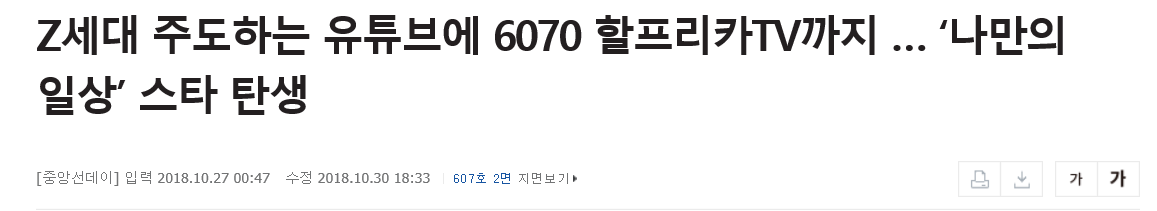 Z세대 주도하는 유튜브에 6070 할프리카TV까지 … ‘나만의
일상’ 스타 탄생
[중앙선데이] 입력 2018.10.27 00:47 수정 2018.10.30 18:33 607호 2면 지면보기 가 가